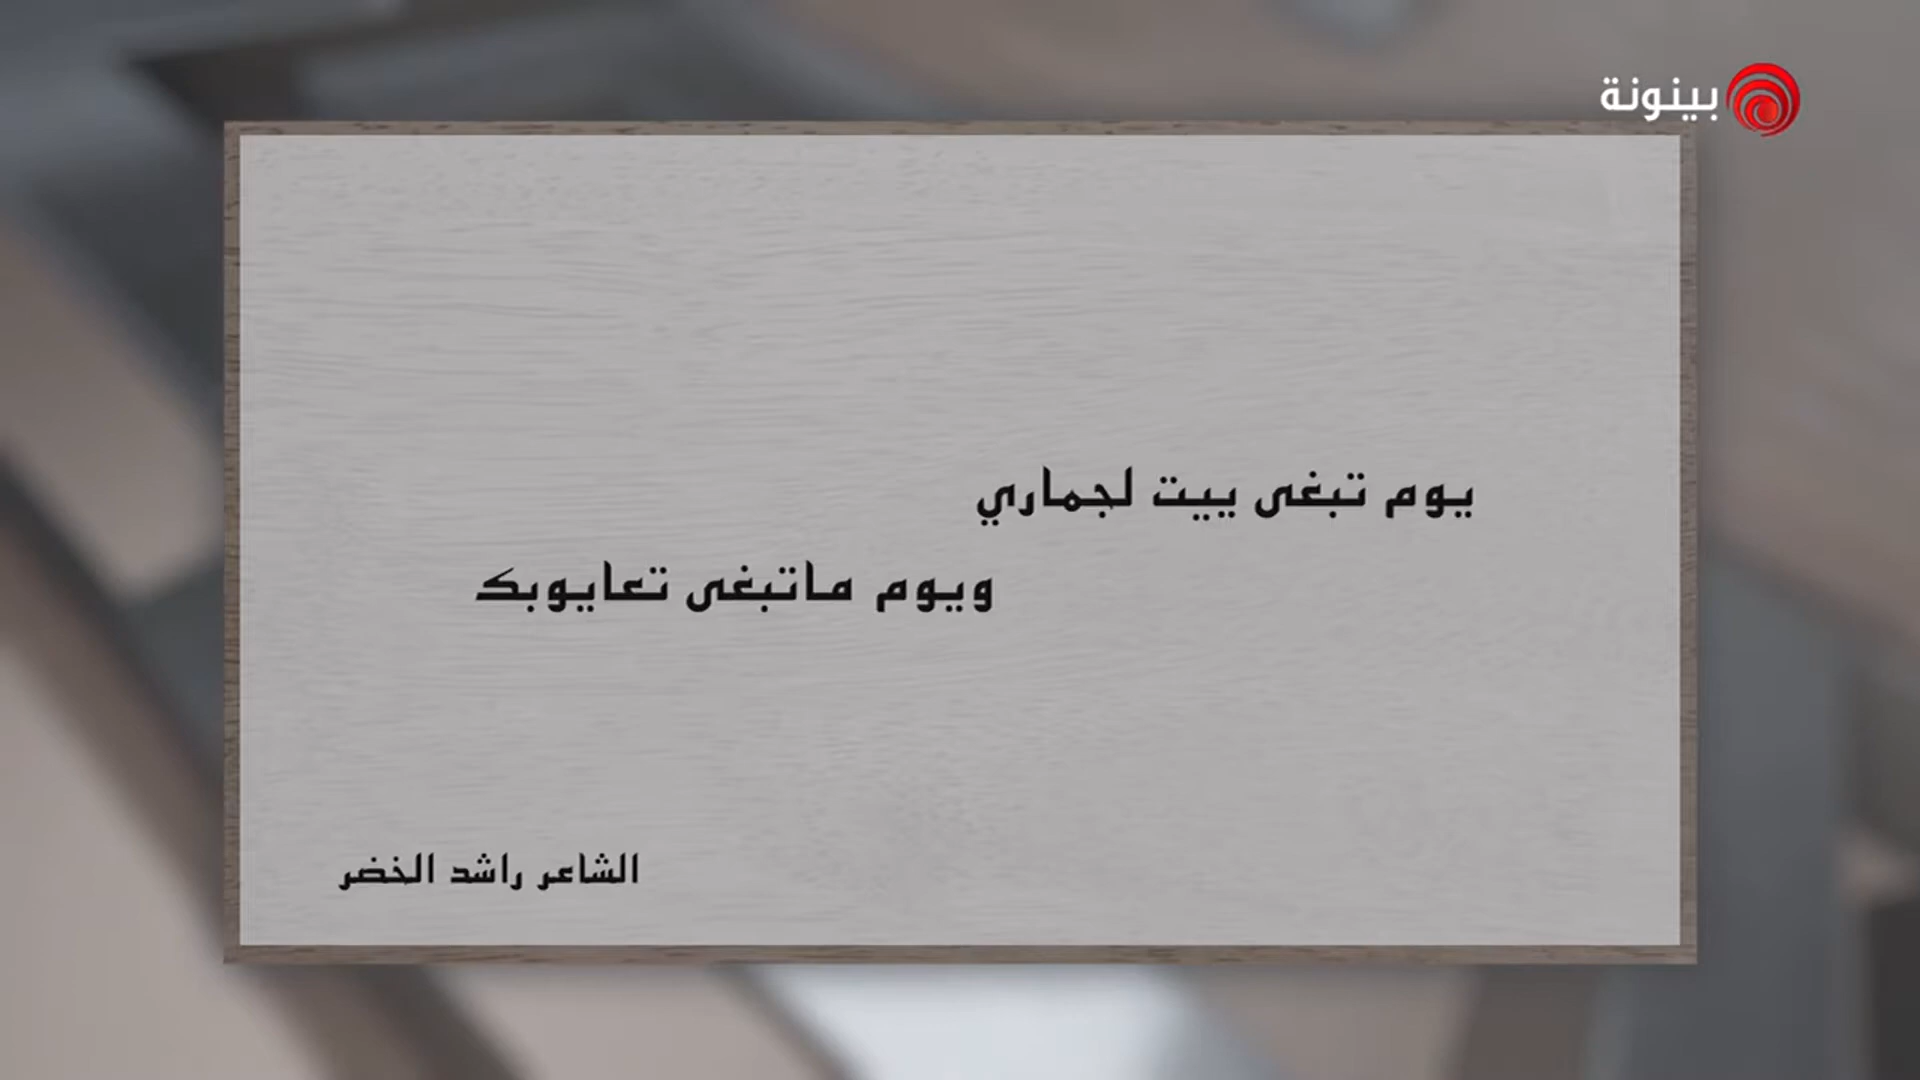 بينونة
يوم تبغى ييت لجماري
ويوم ماتبغى تعايوبك
الشاعر راشد الخضر